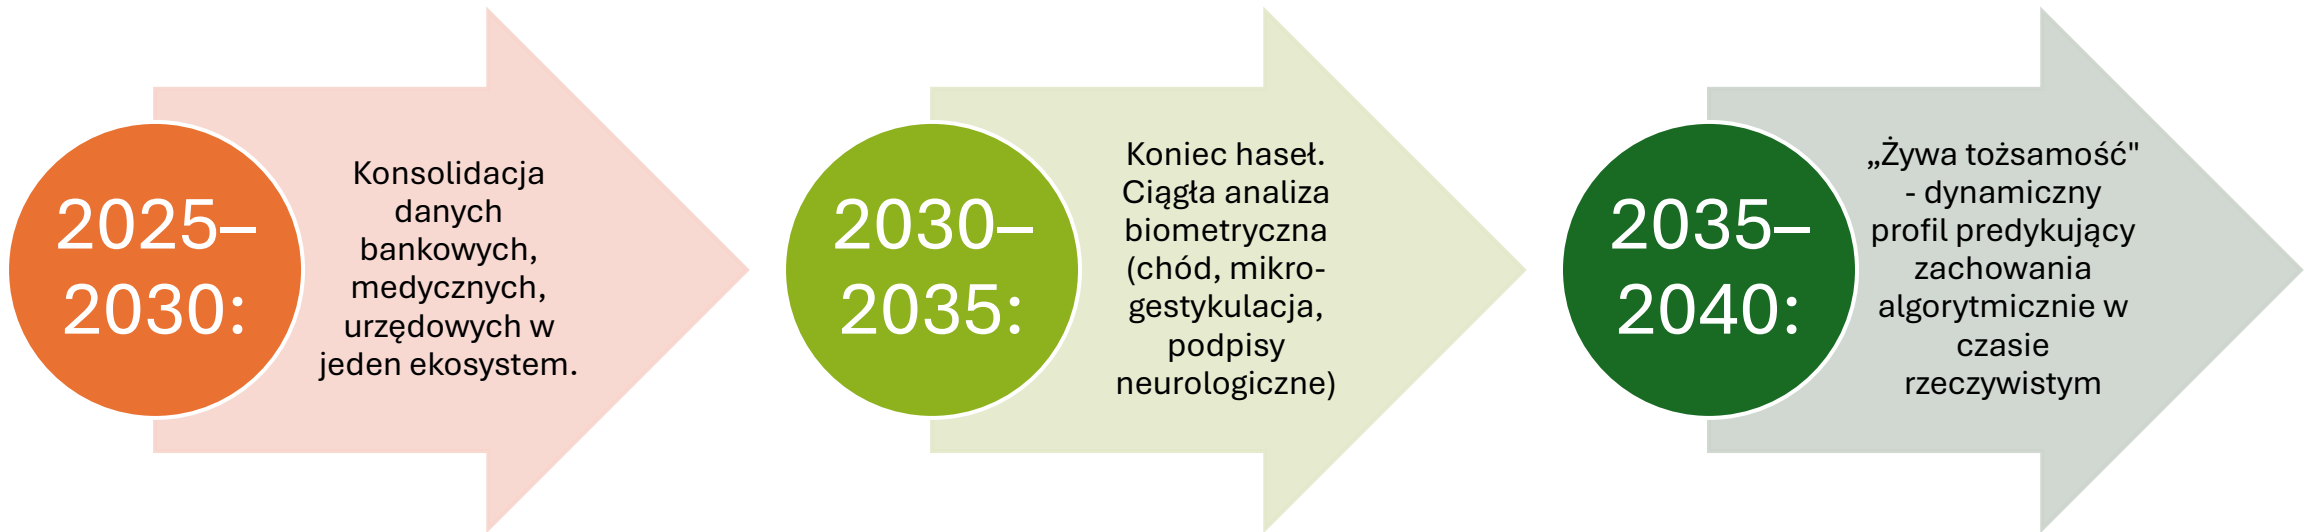 2025–
2030:
Konsolidacja
danych
bankowych,
medycznych,
urzędowych w
jeden ekosystem.
2030–
2035:
Koniec haseł.
Ciągła analiza
biometryczna
(chód, mikro-
gestykulacja,
podpisy
neurologiczne)
2035–
2040:
„Żywa tożsamość"
- dynamiczny
profil predykujący
zachowania
algorytmicznie w
czasie
rzeczywistym